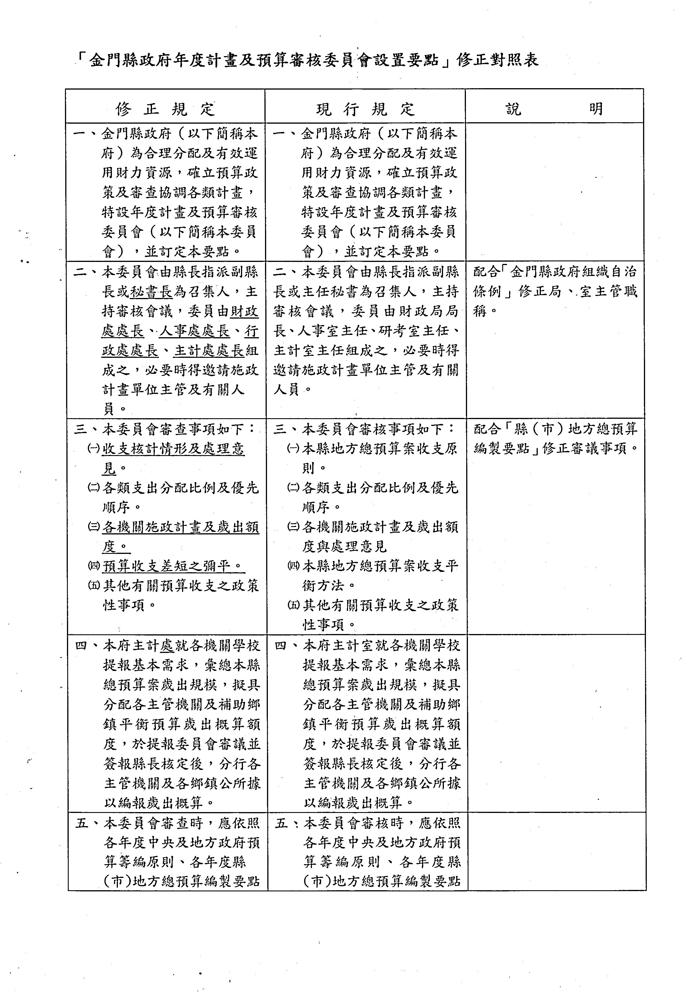 「金門縣政府年度計畫及預算審核委員會設置要點」修正對照表
修正規定
現行規定
說明
一、金門縣政府（以下簡稱本
府）為合理分配及有效運
用財力資源，確立預算政
策及審查協調各類計畫，
特設年度計畫及預算審核
委員會（以下簡稱本委員
會），並訂定本要點。
一、金門縣政府（以下簡稱本
府）為合理分配及有效運
用財力資源，確立預算政
策及審查協調各類計畫，
特設年度計畫及預算審核
委員會（以下簡稱本委員
會），並訂定本要點。
二、本委員會由縣長指派副縣
長或秘書長為召集人，主
持審核會議，委員由財政
處處長、人事處處長、行
政處處長、主計處處長組
成之，必要時得邀請施政
計畫單位主管及有關人
員。
二、本委員會由縣長指派副縣
長或主任秘書為召集人，主持
審核會議，委員由財政局局
長、人事室主任、研考室主任、
主計室主任組成之，必要時得
邀請施政計畫單位主管及有關
人員。
配合「金門縣政府組織自治
條例」修正局、室主管職
稱。
三、本委員會審查事項如下：
㈠收支核計情形及處理意
見。
㈡各類支出分配比例及優先
順序。
㈢各機關施政計畫及歲出額
度。
㈣預算收支差短之彌平。
㈤其他有關預算收支之政策
性事項。
三、本委員會審核事項如下：
㈠本縣地方總預算案收支原
則。
㈡各類支出分配比例及優先
順序。
㈢各機關施政計畫及歲出額
度與處理意見
㈣本縣地方總預算案收支平
衡方法。
㈤其他有關預算收支之政策
性事項。
配合「縣（市）地方總預算
編製要點」修正審議事項。
四、本府主計處就各機關學校
提報基本需求，彙總本縣
總預算案歲出規模，擬具
分配各主管機關及補助鄉
鎮平衡預算歲出概算額
度，於提報委員會審議並
簽報縣長核定後，分行各
主管機關及各鄉鎮公所據
以編報歲出概算。
四、本府主計室就各機關學校
提報基本需求，彙總本縣
總預算案歲出規模，擬具
分配各主管機關及補助鄉
鎮平衡預算歲出概算額
度，於提報委員會審議並
簽報縣長核定後，分行各
主管機關及各鄉鎮公所據
以編報歲出概算。
五、本委員會審查時，應依照
各年度中央及地方政府預
算籌編原則、各年度縣
(市)地方總預算編製要點
五、本委員會審核時，應依照
各年度中央及地方政府預
算籌編原則、各年度縣
(市)地方總預算編製要點